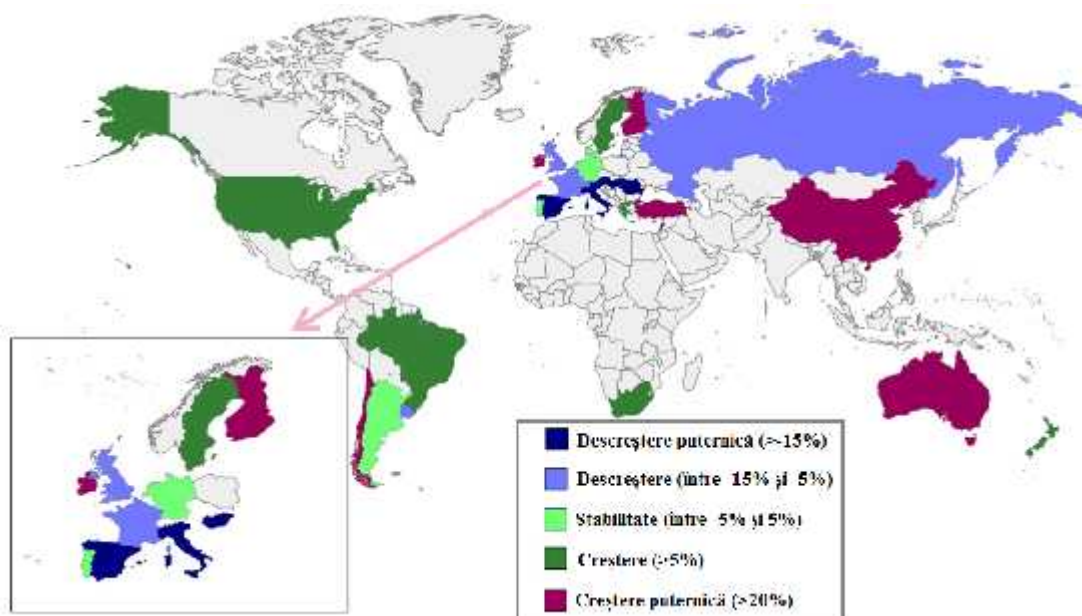 Descreștere puternică (>-15%)
Descreștere (între -15% și -5%)
Stabilitate (între -5% și 5%)
Creștere (>5%)
Creștere puternică (>20%)